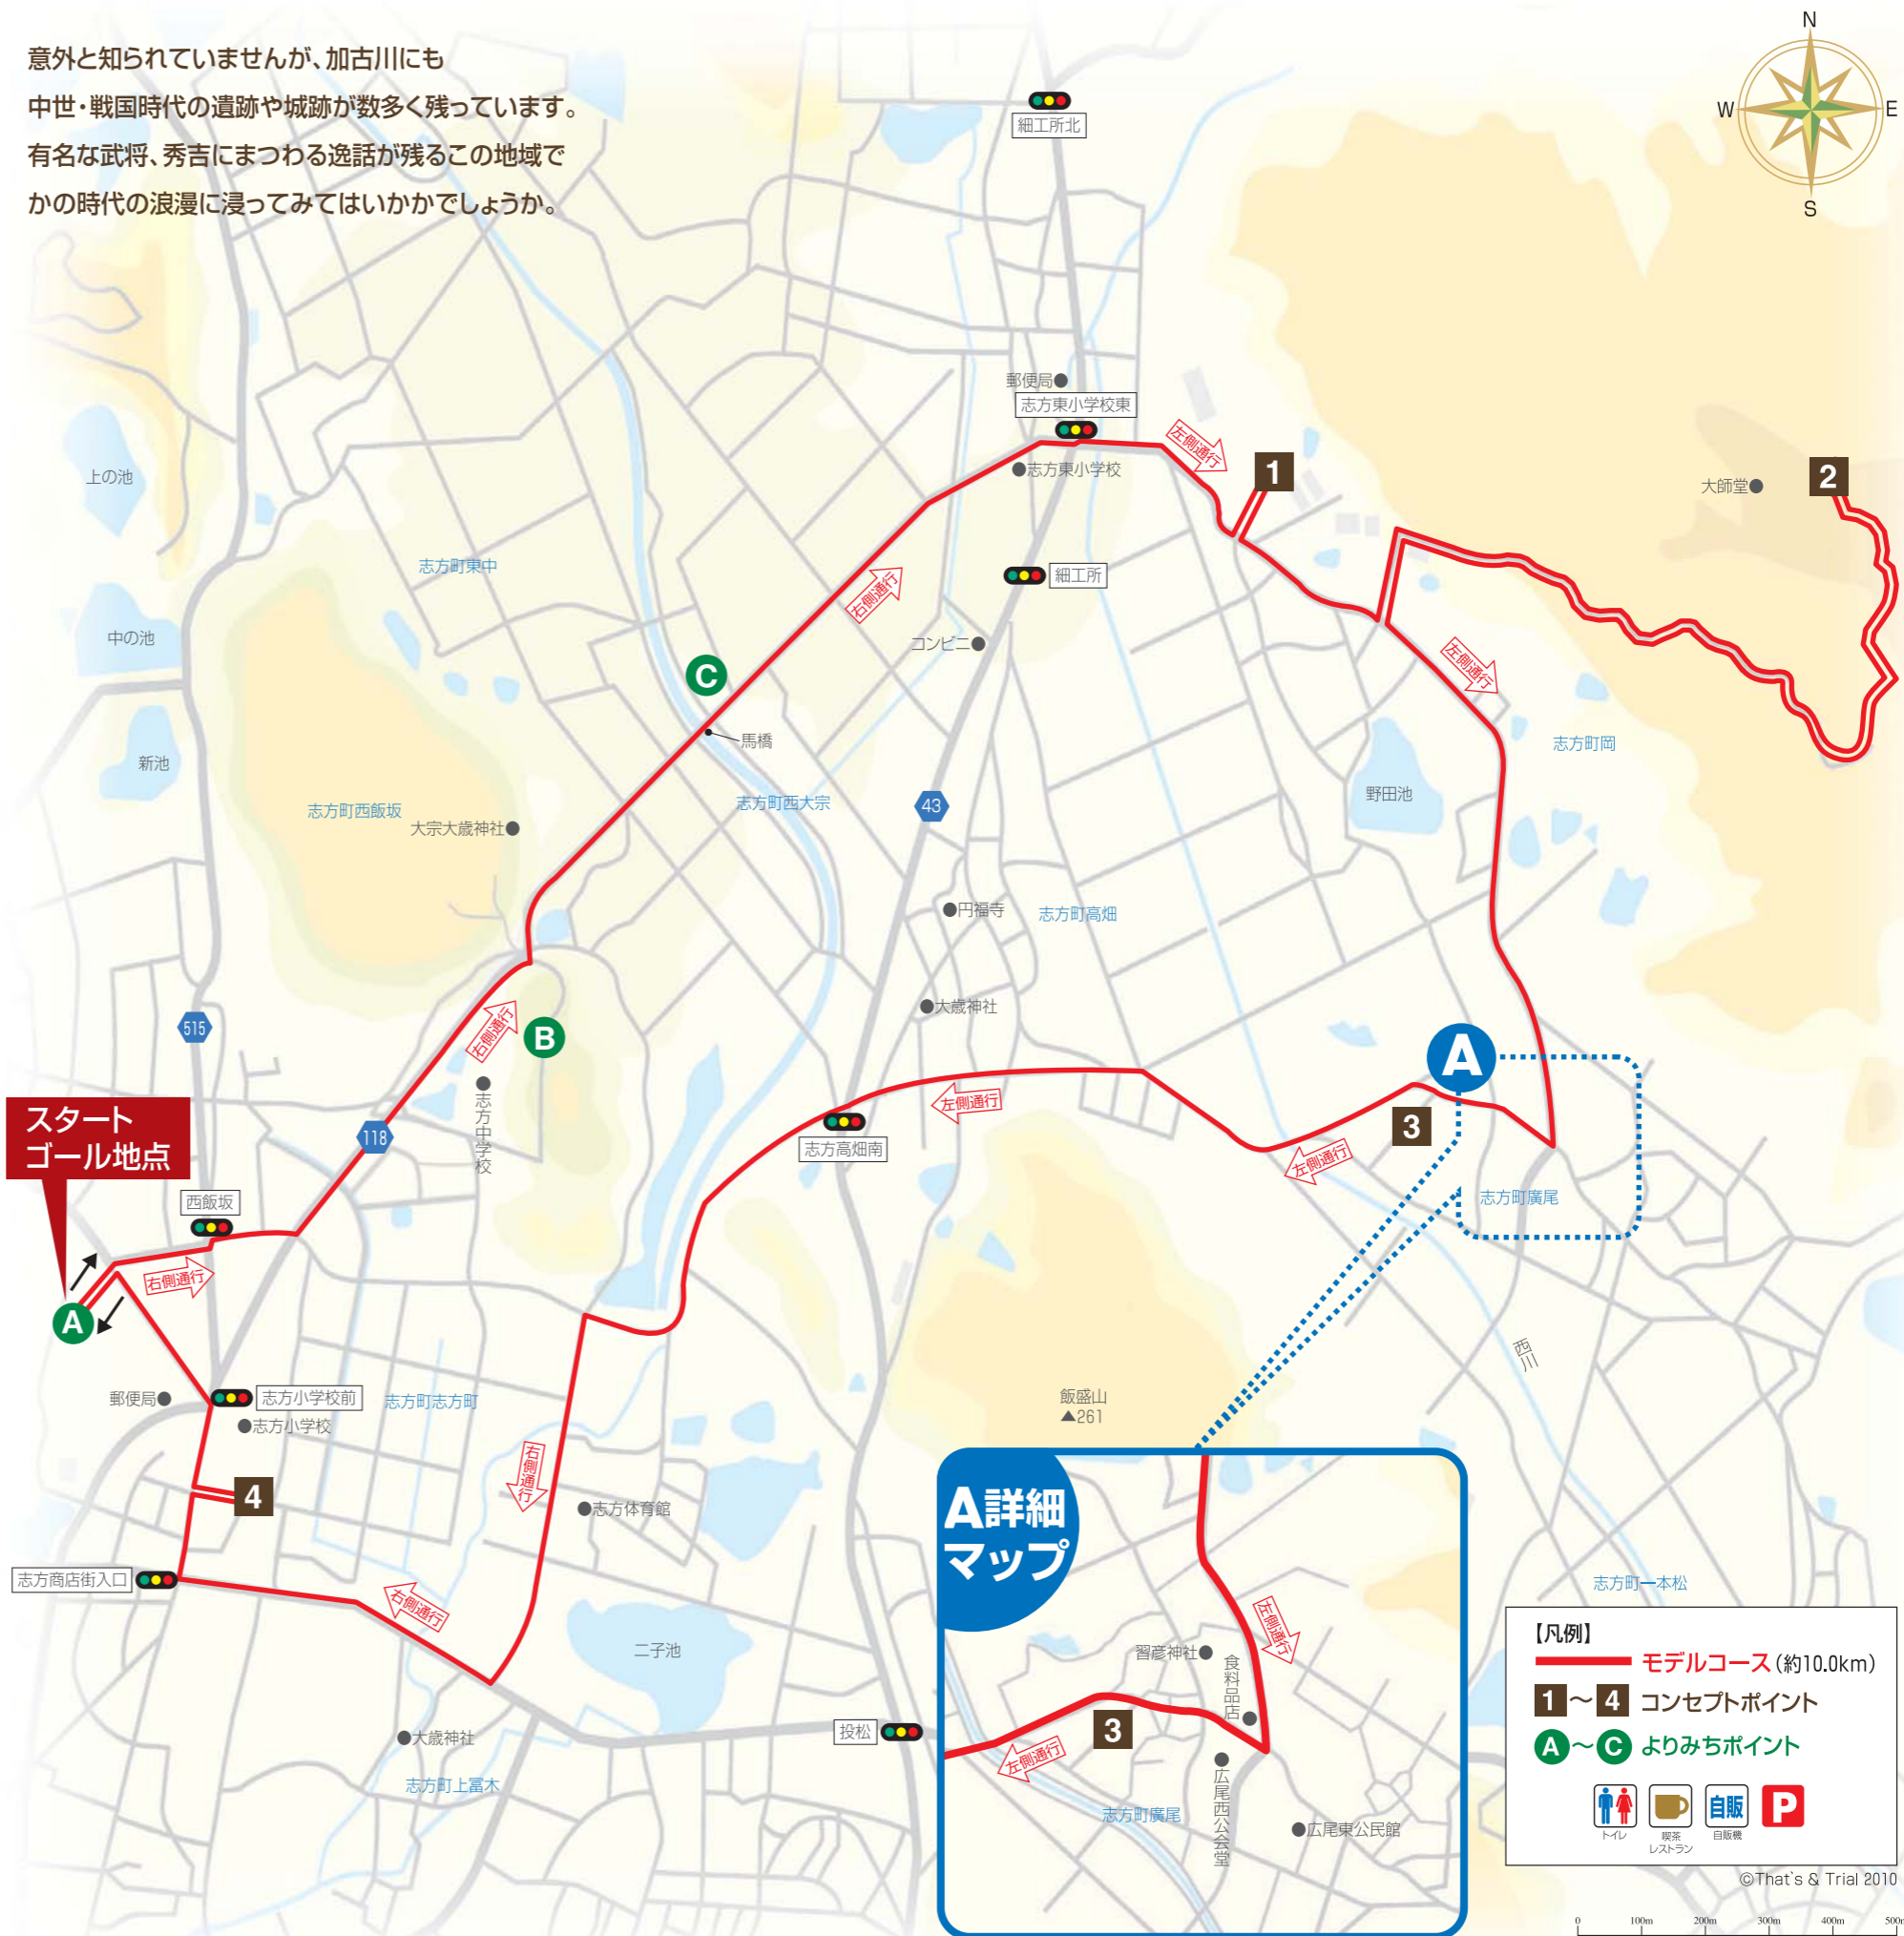 意外と知られていませんが、加古川にも
中世・戦国時代の遺跡や城跡が数多く残っています。
有名な武将、秀吉にまつわる逸話が残るこの地域で
かの時代の浪漫に浸ってみてはいかがでしょうか。
N
W
E
S
細工所北
郵便局
志方東小学校東
左側通行
志方東小学校
1
大師堂
2
上の池
志方町東中
細工所
右側通行
中の池
コンビニ
左側通行
C
馬橋
志方町岡
新池
志方町西飯坂
大宗大歳神社
志方町西大宗
43
野田池
円福寺
志方町高畑
大歳神社
515
右側通行
B
A
志方中学校
左側通行
3
スタート
ゴール地点
118
志方高畑南
左側通行
西飯坂
志方町廣尾
右側通行
A
西川
郵便局
志方小学校前
志方小学校
志方町志方町
飯盛山
▲261
右側通行
4
志方体育館
志方商店街入口
右側通行
二子池
志方町一本松
投松
大歳神社
志方町上冨木
A詳細
マップ
左側通行
習彦神社
食料品店
3
左側通行
広尾西公会堂
志方町廣尾
広尾東公民館
【凡例】
モデルコース(約10.0km)
1～4 コンセプトポイント
A～C よりみちポイント
自販
P
トイレ
喫茶
レストラン
自販機
©That's & Trial 2010
0 100m 200m 300m 400m 500m